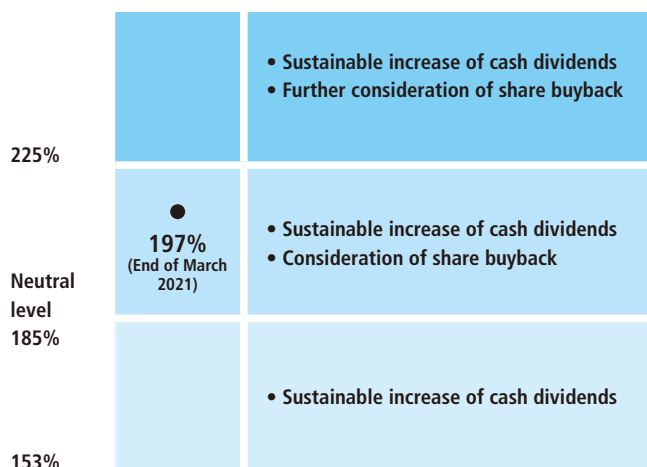 • Sustainable increase of cash dividends
• Further consideration of share buyback
225%
197%
(End of March
2021)
• Sustainable increase of cash dividends
• Consideration of share buyback
Neutral
level
185%
• Sustainable increase of cash dividends
153%